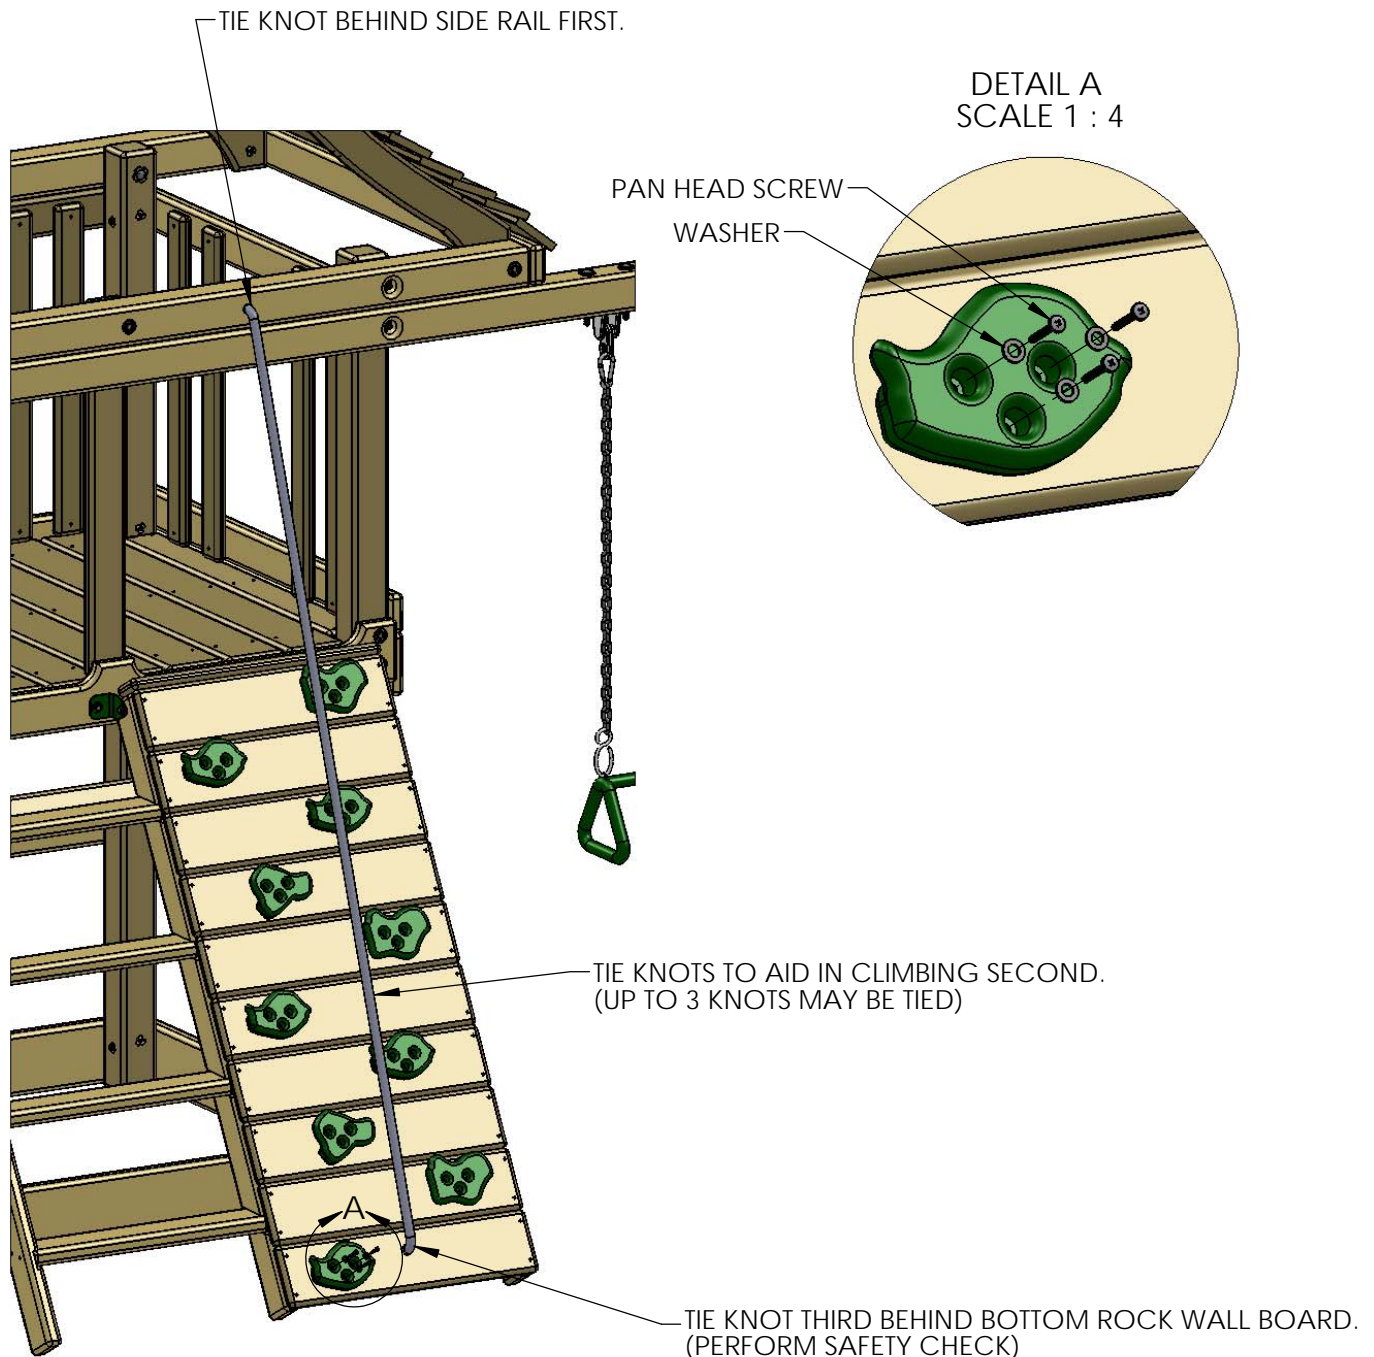 TIE KNOT BEHIND SIDE RAIL FIRST.
DETAIL A
SCALE 1 : 4
PAN HEAD SCREW
WASHER
TIE KNOTS TO AID IN CLIMBING SECOND.
(UP TO 3 KNOTS MAY BE TIED)
A
TIE KNOT THIRD BEHIND BOTTOM ROCK WALL BOARD.
(PERFORM SAFETY CHECK)